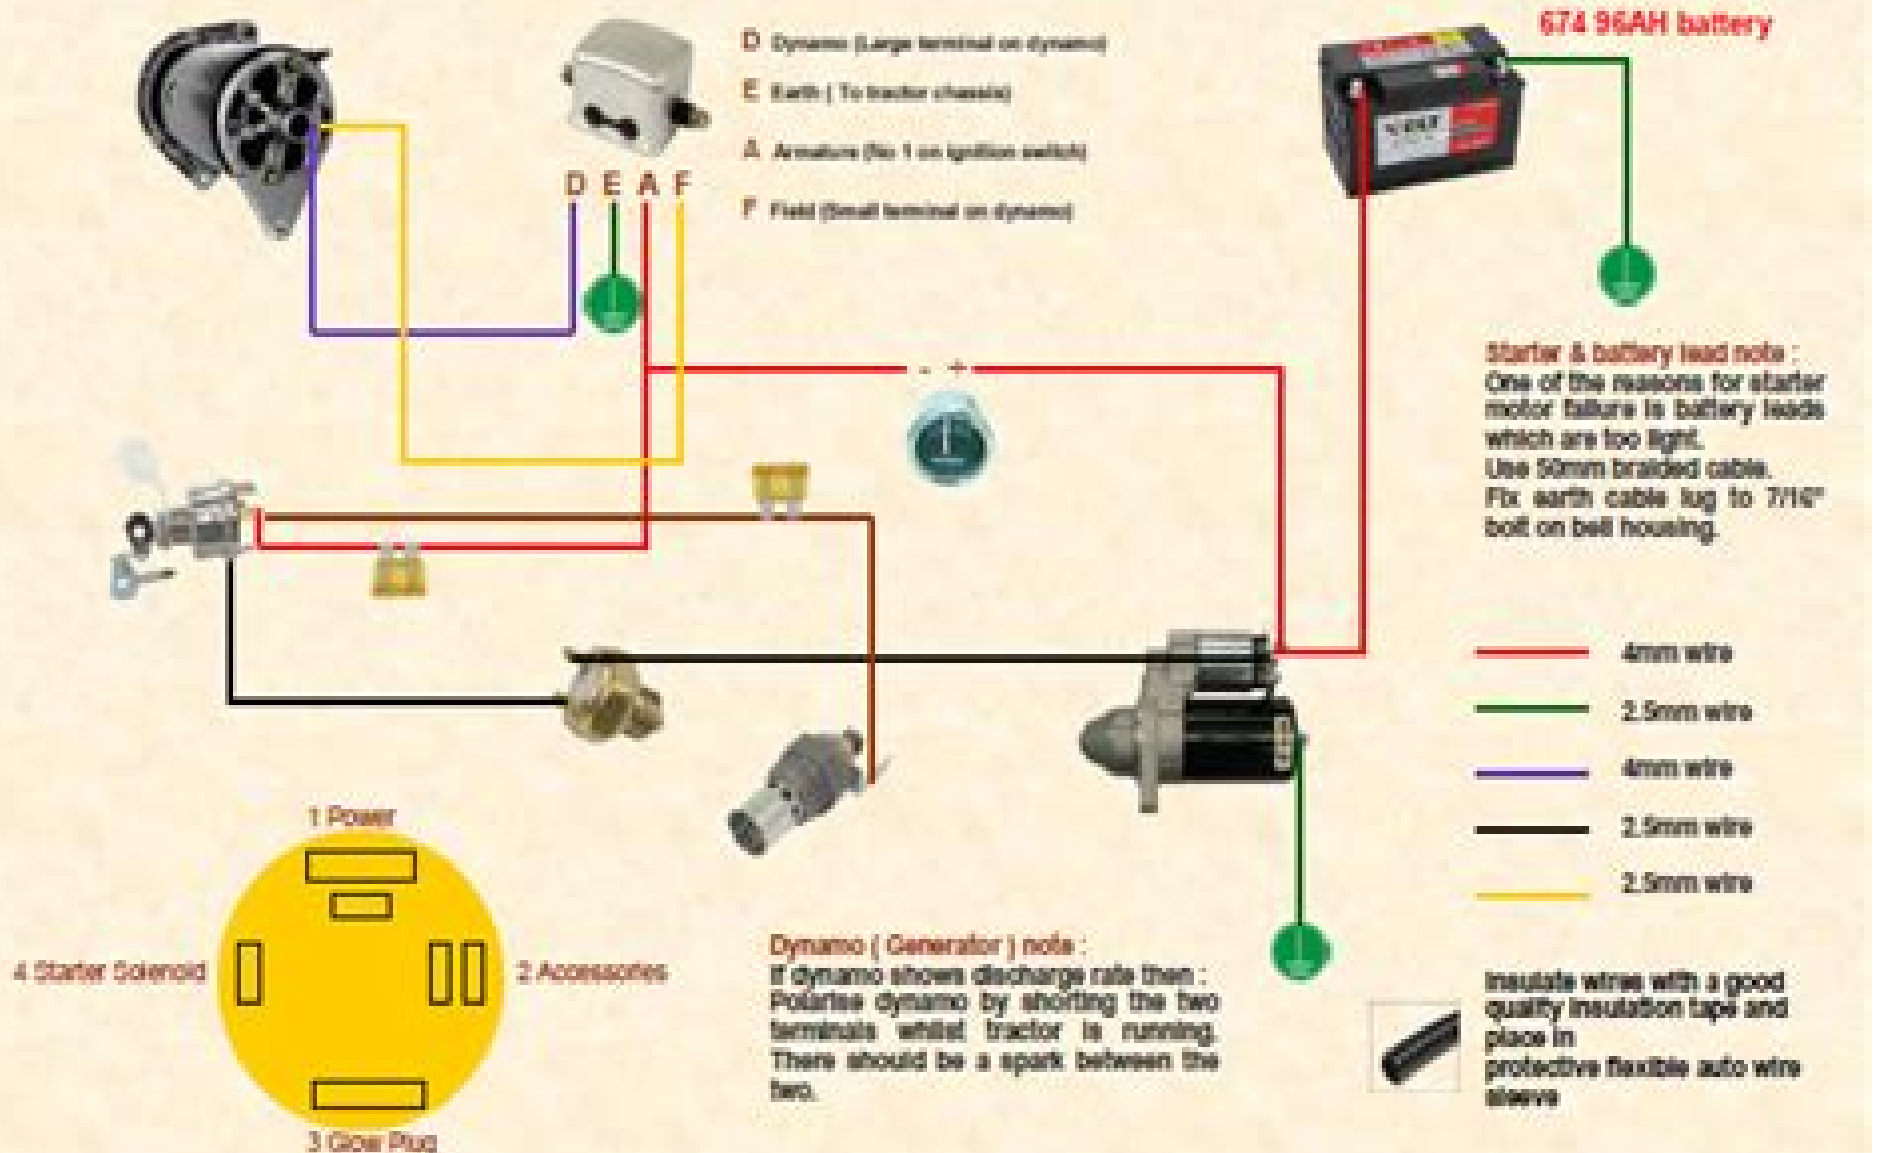 674 96AH battery
D Dynamo (Large terminal on dynamo)
E Earth ( To tractor chassis)
A Armature (No 1 on ignition switch)
F Field (Small terminal on dynamo)
D E A F
- +
Starter & battery lead note :
One of the reasons for starter
motor failure is battery leads
which are too light.
Use 50mm braided cable.
Fix earth cable lug to 7/16"
bolt on bell housing.
4mm wire
2.5mm wire
4mm wire
2.5mm wire
2.5mm wire
1 Power
4 Starter Solenoid
2 Accessories
3 Glow Plug
Dynamo ( Generator ) note :
If dynamo shows discharge rate then :
Polarise dynamo by shorting the two
terminals whilst tractor is running.
There should be a spark between the
two.
Insulate wires with a good
quality insulation tape and
place in
protective flexible auto wire
sleeve